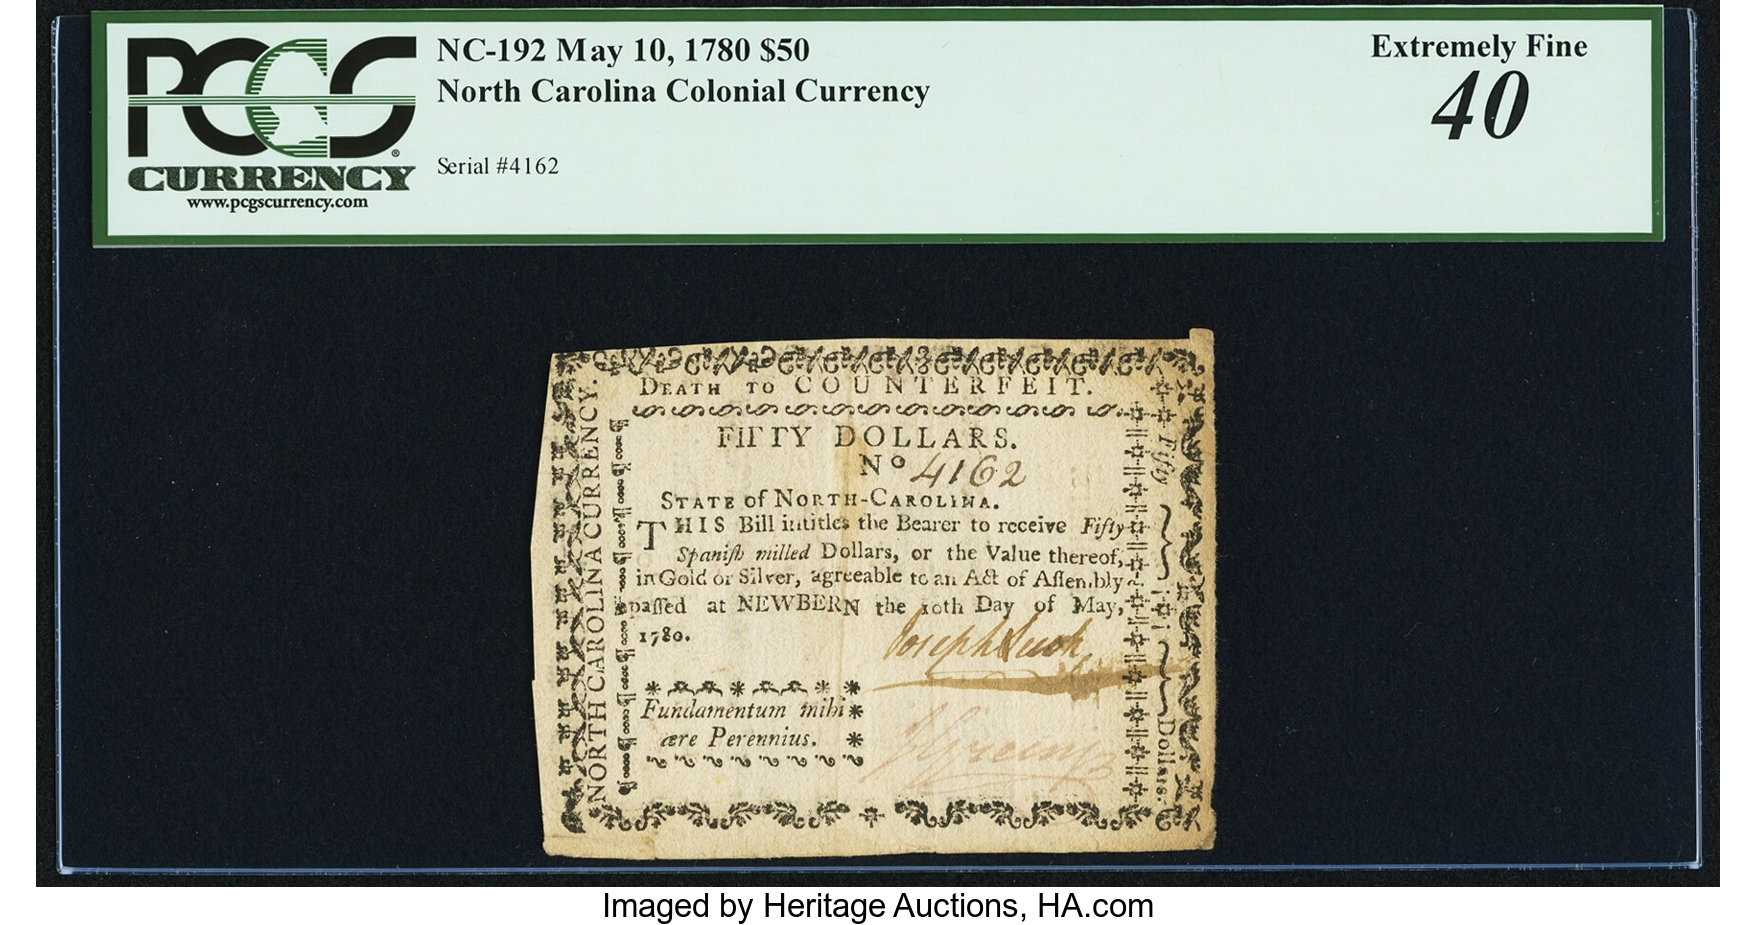 PCGS
CURRENCY
www.pcgscurrency.com
NC-192 May 10, 1780 $50
North Carolina Colonial Currency
Serial #4162
Extremely Fine
40
DEATH TO COUNTERFEIT.
FIFTY DOLLARS.
No 4162
STATE of NORTH-CAROLINA.
THIS Bill intitles the Bearer to receive Fifty
Spaniſh milled Dollars, or the Value thereof,
in Gold or Silver, agreeable to an Act of Aſſembly
paſſed at NEWBERN the 10th Day of May,
1780.
Joseph
Fundamentum mihi
ære Perennius.
NORTH CAROLINA CURRENCY.
Fifty Dollars.
Imaged by Heritage Auctions, HA.com